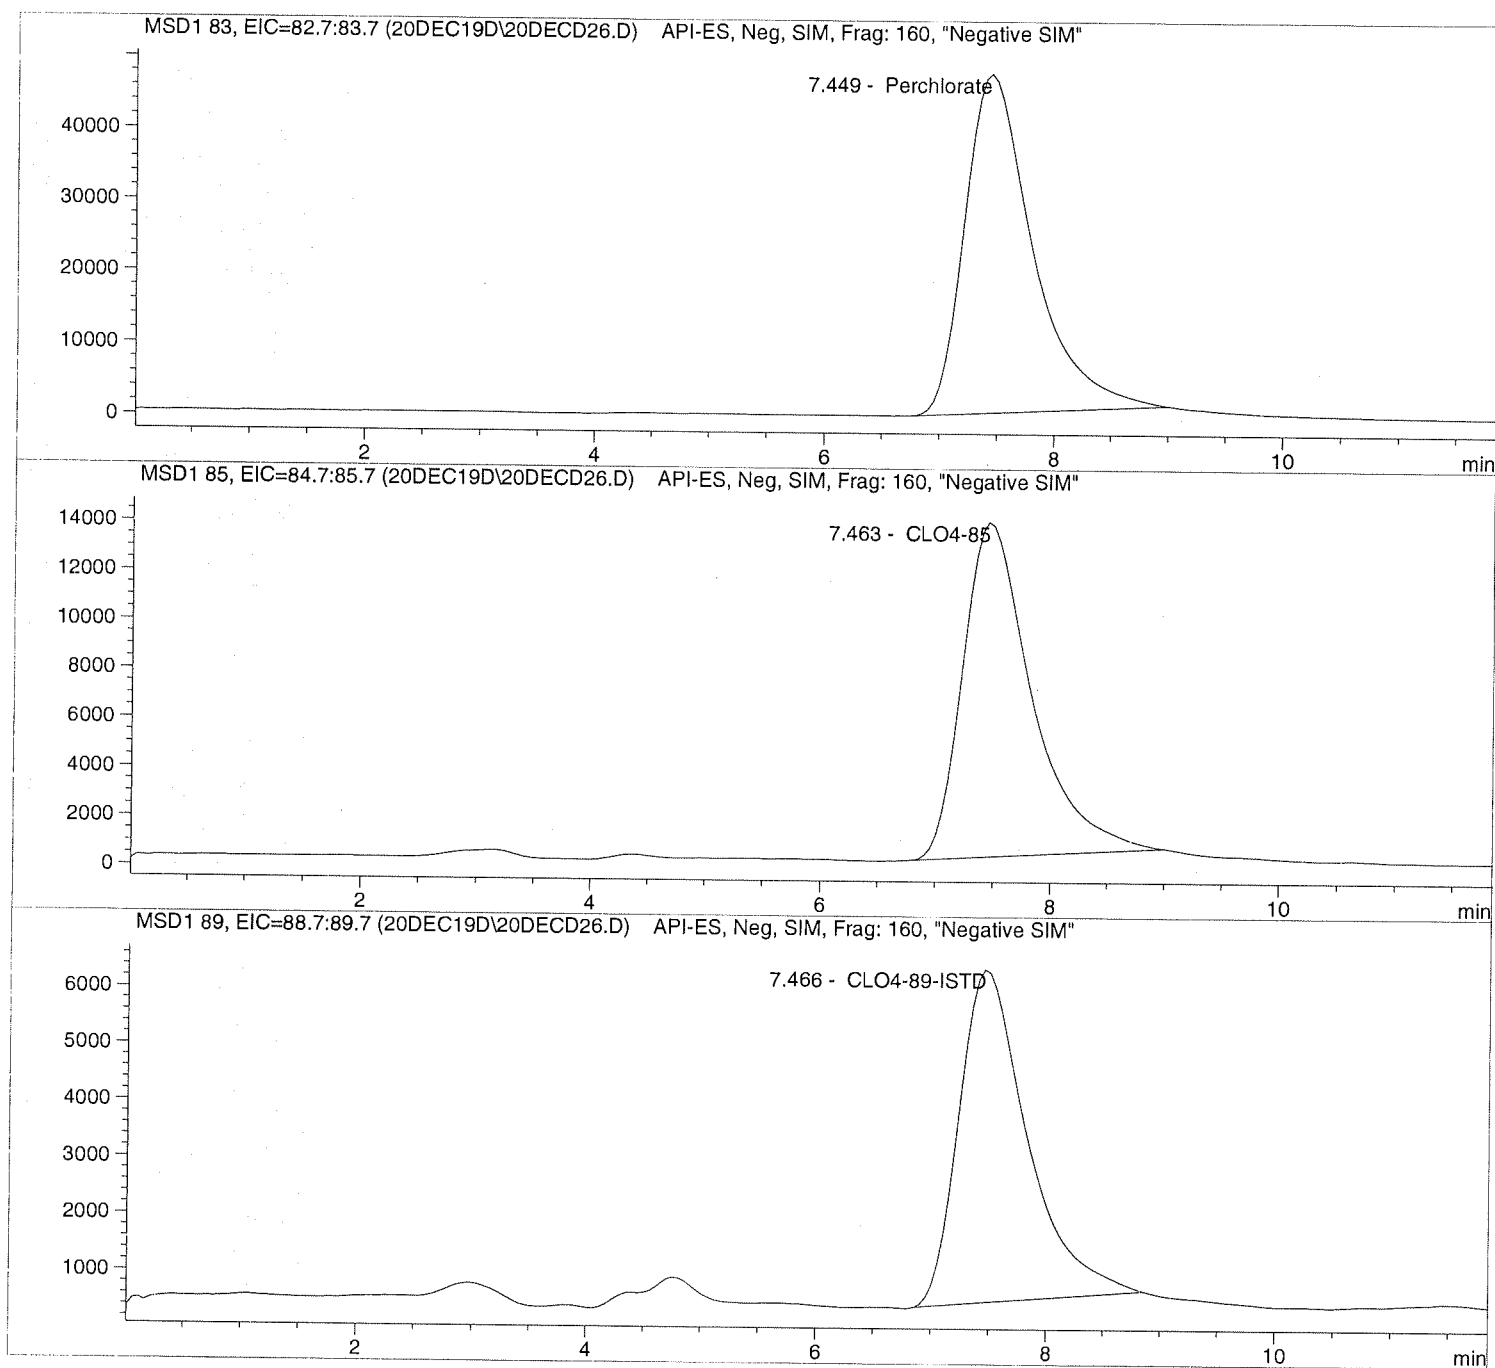 MSD1 83, EIC=82.7:83.7 (20DEC19D\20DECD26.D) API-ES, Neg, SIM, Frag: 160, "Negative SIM"
7.449 - Perchlorate
40000
30000
20000
10000
0
2 4 6 8 10 min
MSD1 85, EIC=84.7:85.7 (20DEC19D\20DECD26.D) API-ES, Neg, SIM, Frag: 160, "Negative SIM"
14000
7.463 - CLO4-85
12000
10000
8000
6000
4000
2000
0
2 4 6 8 10 min
MSD1 89, EIC=88.7:89.7 (20DEC19D\20DECD26.D) API-ES, Neg, SIM, Frag: 160, "Negative SIM"
7.466 - CLO4-89-ISTD
6000
5000
4000
3000
2000
1000
2 4 6 8 10 min